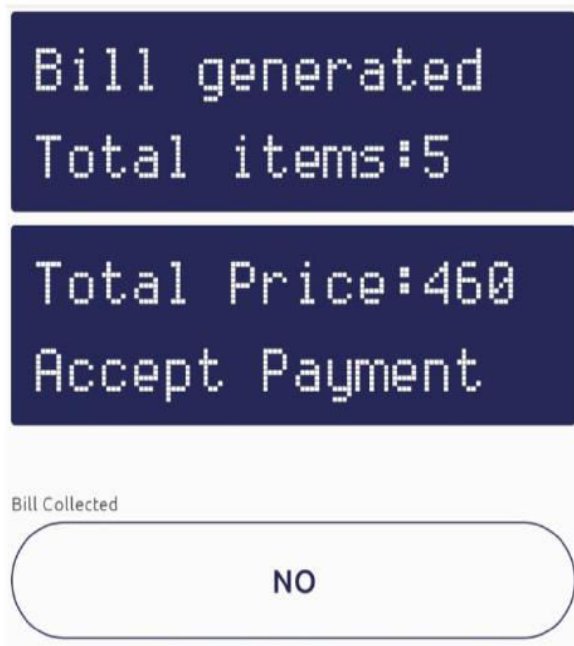 Bill generated
Total items:5
Total Price:460
Accept Payment
Bill Collected
NO